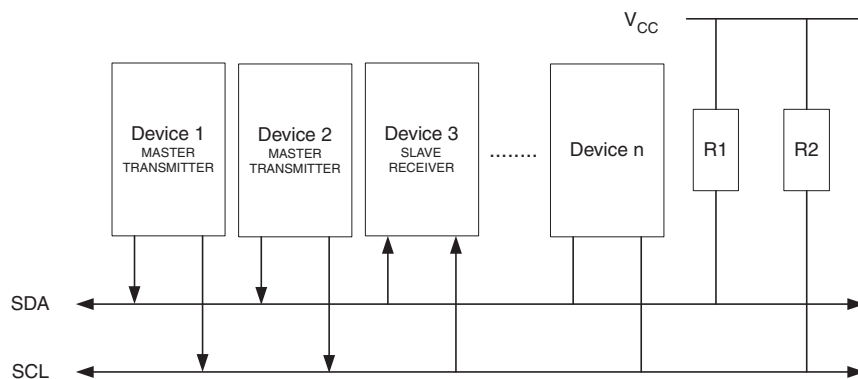 V_CC
Device 1
MASTER
TRANSMITTER
Device 2
MASTER
TRANSMITTER
Device 3
SLAVE
RECEIVER
........
Device n
R1
R2
SDA
SCL